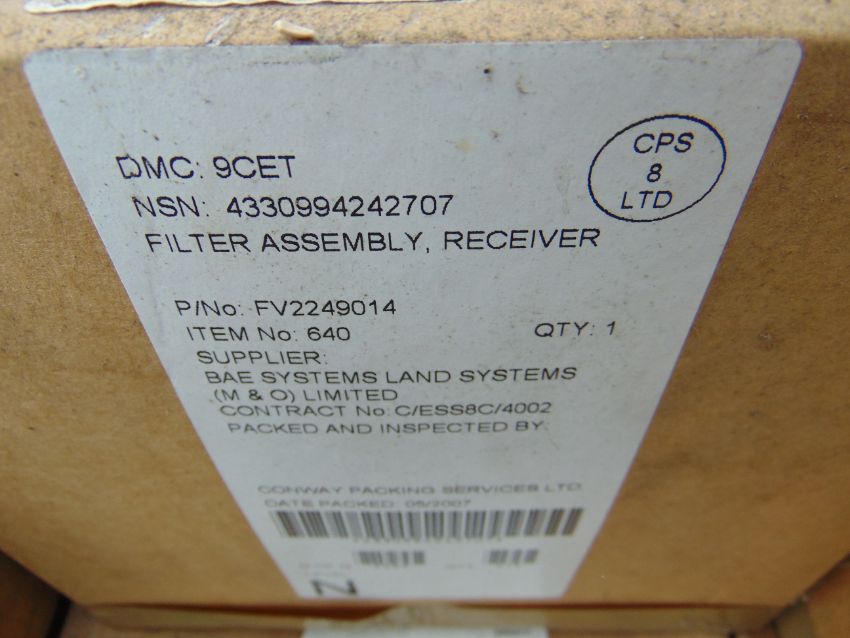 DMC: 9CET
CPS
8
LTD
NSN: 4330994242707
FILTER ASSEMBLY, RECEIVER
P/No: FV2249014
ITEM No: 640 QTY: 1
SUPPLIER:
BAE SYSTEMS LAND SYSTEMS
(M & O) LIMITED
CONTRACT No: C/ESS8C/4002
PACKED AND INSPECTED BY:
CONWAY PACKING SERVICES LTD.
DATE PACKED: 05/2007
N